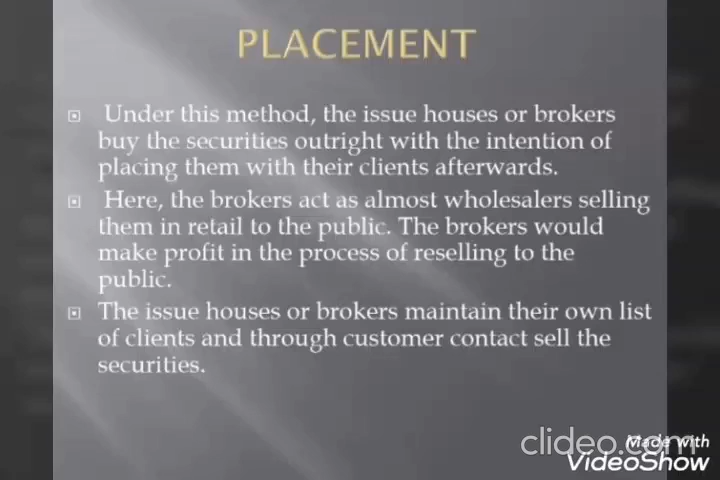 PLACEMENT
Under this method, the issue houses or brokers
buy the securities outright with the intention of
placing them with their clients afterwards.
Here, the brokers act as almost wholesalers selling
them in retail to the public. The brokers would
make profit in the process of reselling to the
public.
The issue houses or brokers maintain their own list
of clients and through customer contact sell the
securities.
clideo.com
Made with
VideoShow